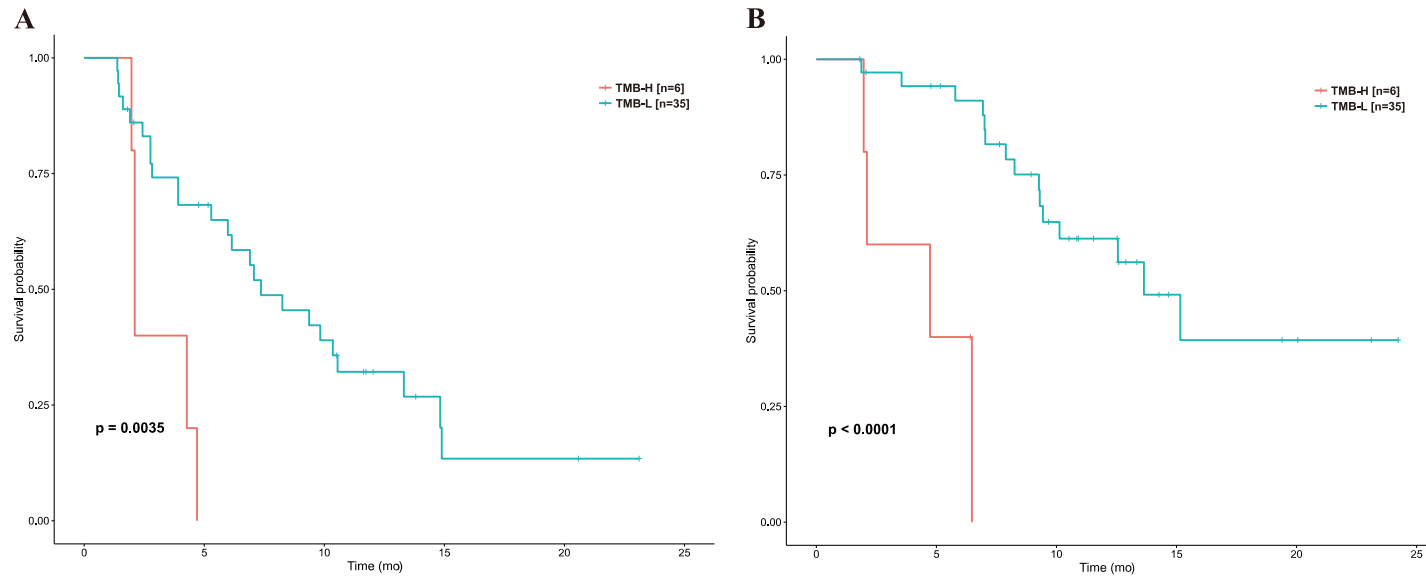 A
Survival probability
1.00
0.75
0.50
0.25
0.00
TMB-H [n=6]
TMB-L [n=35]
p = 0.0035
0 5 10 15 20 25
Time (mo)
B
Survival probability
1.00
0.75
0.50
0.25
0.00
TMB-H [n=6]
TMB-L [n=35]
p < 0.0001
0 5 10 15 20 25
Time (mo)